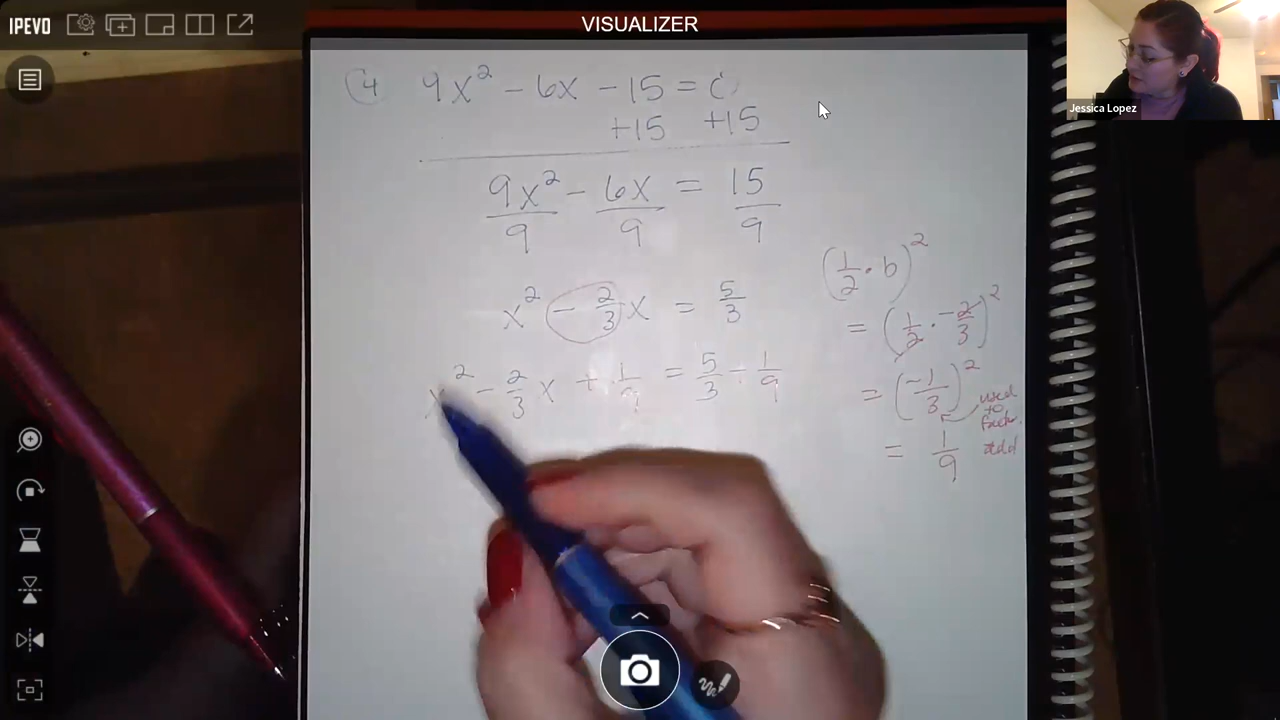 IPEVO
VISUALIZER
Jessica Lopez
(4) 9x² - 6x - 15 = 0
+15 +15
9x²/9 - 6x/9 = 15/9
x² - 2/3 x = 5/3
x² - 2/3 x + 1/9 = 5/3 + 1/9
(1/2 · b)²
= (1/2 · -2/3)²
= (-1/3)²
used
to
= 1/9 add